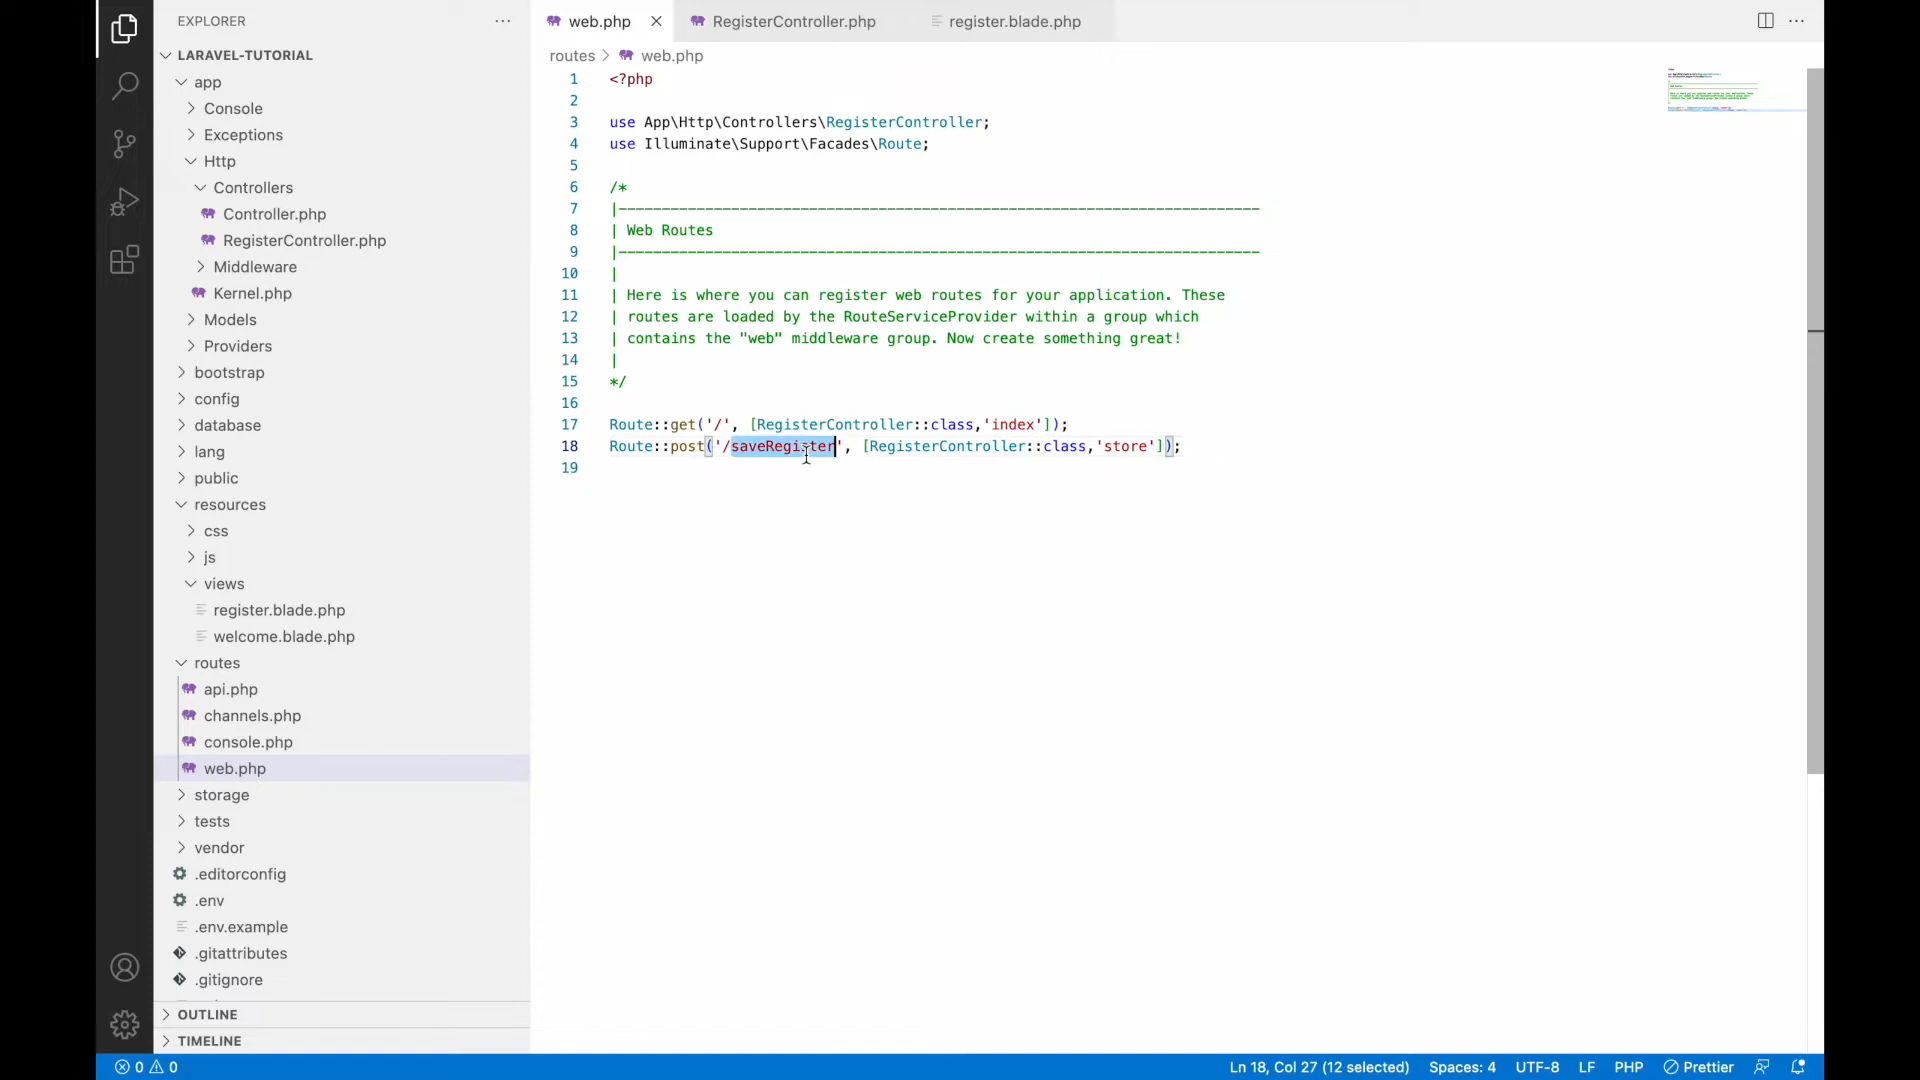 EXPLORER
LARAVEL-TUTORIAL
app
Console
Exceptions
Http
Controllers
Controller.php
RegisterController.php
Middleware
Kernel.php
Models
Providers
bootstrap
config
database
lang
public
resources
css
js
views
register.blade.php
welcome.blade.php
routes
api.php
channels.php
console.php
web.php
storage
tests
vendor
.editorconfig
.env
.env.example
.gitattributes
.gitignore
OUTLINE
TIMELINE
web.php RegisterController.php register.blade.php
routes > web.php
1 <?php
2
3 use App\Http\Controllers\RegisterController;
4 use Illuminate\Support\Facades\Route;
5
6 /*
7 |--------------------------------------------------------------------------
8 | Web Routes
9 |--------------------------------------------------------------------------
10 |
11 | Here is where you can register web routes for your application. These
12 | routes are loaded by the RouteServiceProvider within a group which
13 | contains the "web" middleware group. Now create something great!
14 |
15 */
16
17 Route::get('/', [RegisterController::class,'index']);
18 Route::post('/saveRegister', [RegisterController::class,'store']);
19
0 0 Ln 18, Col 27 (12 selected) Spaces: 4 UTF-8 LF PHP Prettier